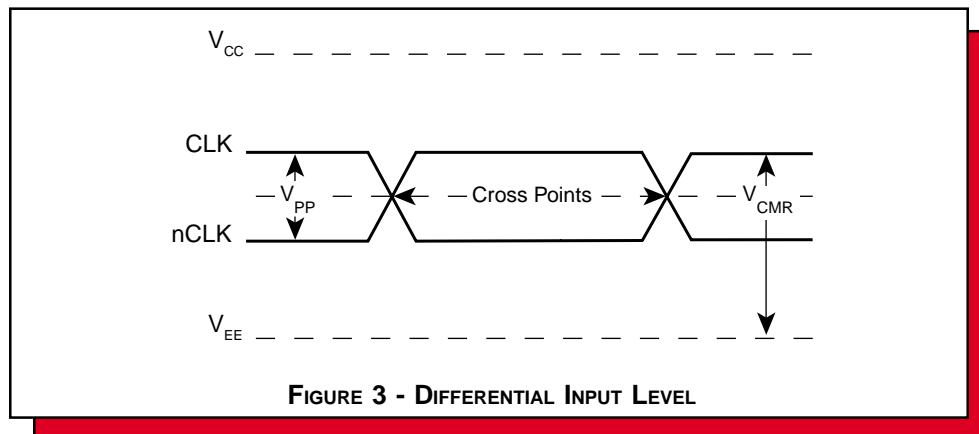 VCC
CLK
VPP
Cross Points
VCMR
nCLK
VEE
FIGURE 3 - DIFFERENTIAL INPUT LEVEL